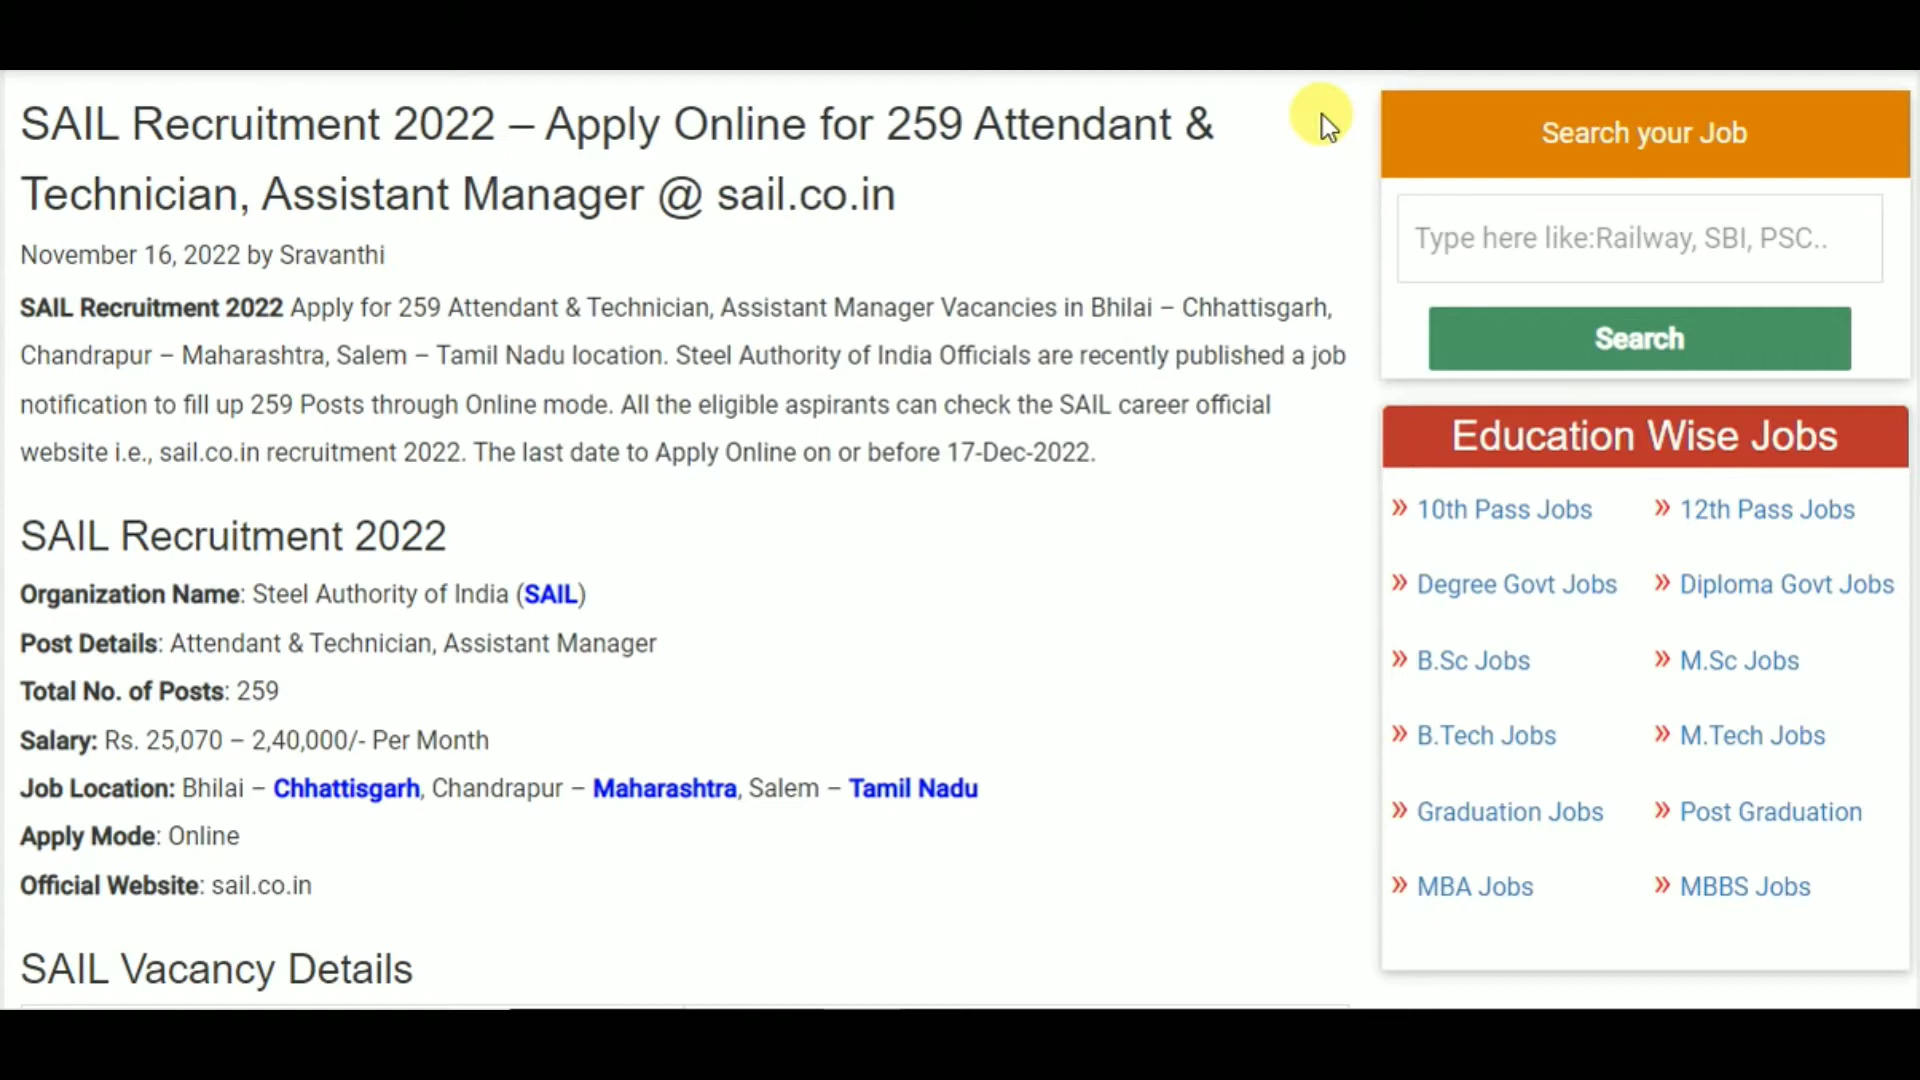 SAIL Recruitment 2022 – Apply Online for 259 Attendant &
Technician, Assistant Manager @ sail.co.in
November 16, 2022 by Sravanthi
SAIL Recruitment 2022 Apply for 259 Attendant & Technician, Assistant Manager Vacancies in Bhilai – Chhattisgarh,
Chandrapur – Maharashtra, Salem – Tamil Nadu location. Steel Authority of India Officials are recently published a job
notification to fill up 259 Posts through Online mode. All the eligible aspirants can check the SAIL career official
website i.e., sail.co.in recruitment 2022. The last date to Apply Online on or before 17-Dec-2022.
SAIL Recruitment 2022
Organization Name: Steel Authority of India (SAIL)
Post Details: Attendant & Technician, Assistant Manager
Total No. of Posts: 259
Salary: Rs. 25,070 – 2,40,000/- Per Month
Job Location: Bhilai – Chhattisgarh, Chandrapur – Maharashtra, Salem – Tamil Nadu
Apply Mode: Online
Official Website: sail.co.in
SAIL Vacancy Details
Search your Job
Type here like:Railway, SBI, PSC..
Search
Education Wise Jobs
» 10th Pass Jobs » 12th Pass Jobs
» Degree Govt Jobs » Diploma Govt Jobs
» B.Sc Jobs » M.Sc Jobs
» B.Tech Jobs » M.Tech Jobs
» Graduation Jobs » Post Graduation
» MBA Jobs » MBBS Jobs